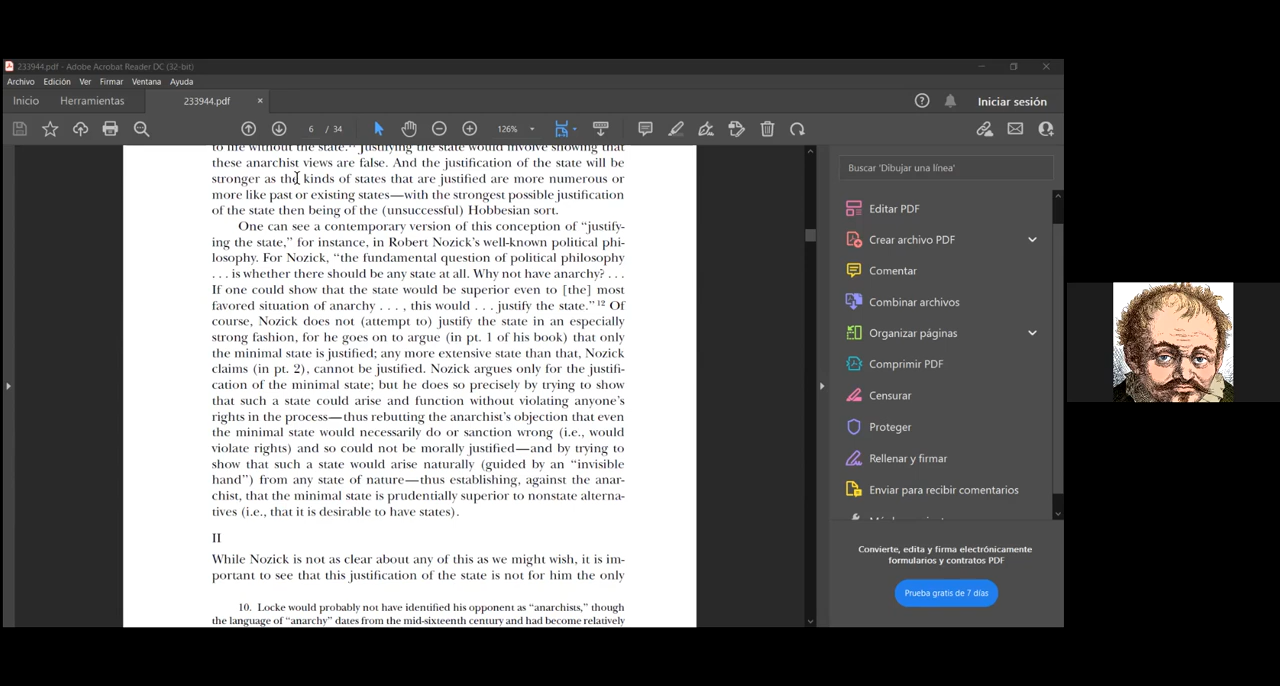 233944.pdf - Adobe Acrobat Reader DC (32-bit)
Archivo Edición Ver Firmar Ventana Ayuda
Inicio Herramientas 233944.pdf × Iniciar sesión
6 / 34 126%
to life without the state. Justifying the state would involve showing that
these anarchist views are false. And the justification of the state will be
stronger as the kinds of states that are justified are more numerous or
more like past or existing states—with the strongest possible justification
of the state then being of the (unsuccessful) Hobbesian sort.
One can see a contemporary version of this conception of “justify-
ing the state,” for instance, in Robert Nozick’s well-known political phi-
losophy. For Nozick, “the fundamental question of political philosophy
. . . is whether there should be any state at all. Why not have anarchy? . . .
If one could show that the state would be superior even to [the] most
favored situation of anarchy . . . , this would . . . justify the state.” 12 Of
course, Nozick does not (attempt to) justify the state in an especially
strong fashion, for he goes on to argue (in pt. 1 of his book) that only
the minimal state is justified; any more extensive state than that, Nozick
claims (in pt. 2), cannot be justified. Nozick argues only for the justifi-
cation of the minimal state; but he does so precisely by trying to show
that such a state could arise and function without violating anyone’s
rights in the process—thus rebutting the anarchist’s objection that even
the minimal state would necessarily do or sanction wrong (i.e., would
violate rights) and so could not be morally justified—and by trying to
show that such a state would arise naturally (guided by an “invisible
hand”) from any state of nature—thus establishing, against the anar-
chist, that the minimal state is prudentially superior to nonstate alterna-
tives (i.e., that it is desirable to have states).
II
While Nozick is not as clear about any of this as we might wish, it is im-
portant to see that this justification of the state is not for him the only
10. Locke would probably not have identified his opponent as “anarchists,” though
the language of “anarchy” dates from the mid-sixteenth century and had become relatively
Buscar 'Dibujar una línea'
Editar PDF
Crear archivo PDF
Comentar
Combinar archivos
Organizar páginas
Comprimir PDF
Censurar
Proteger
Rellenar y firmar
Enviar para recibir comentarios
Convierte, edita y firma electrónicamente
formularios y contratos PDF
Prueba gratis de 7 días